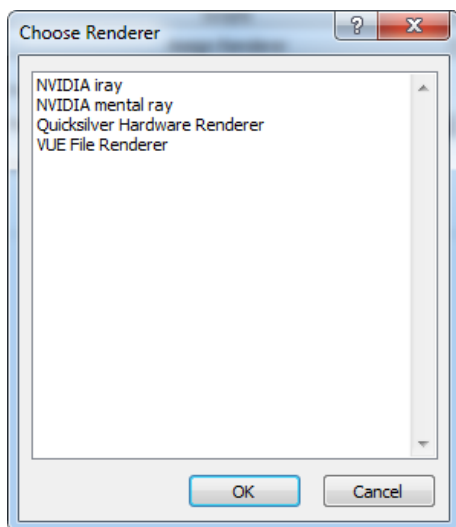 Choose Renderer
?
X
NVIDIA iray
NVIDIA mental ray
Quicksilver Hardware Renderer
VUE File Renderer
OK
Cancel